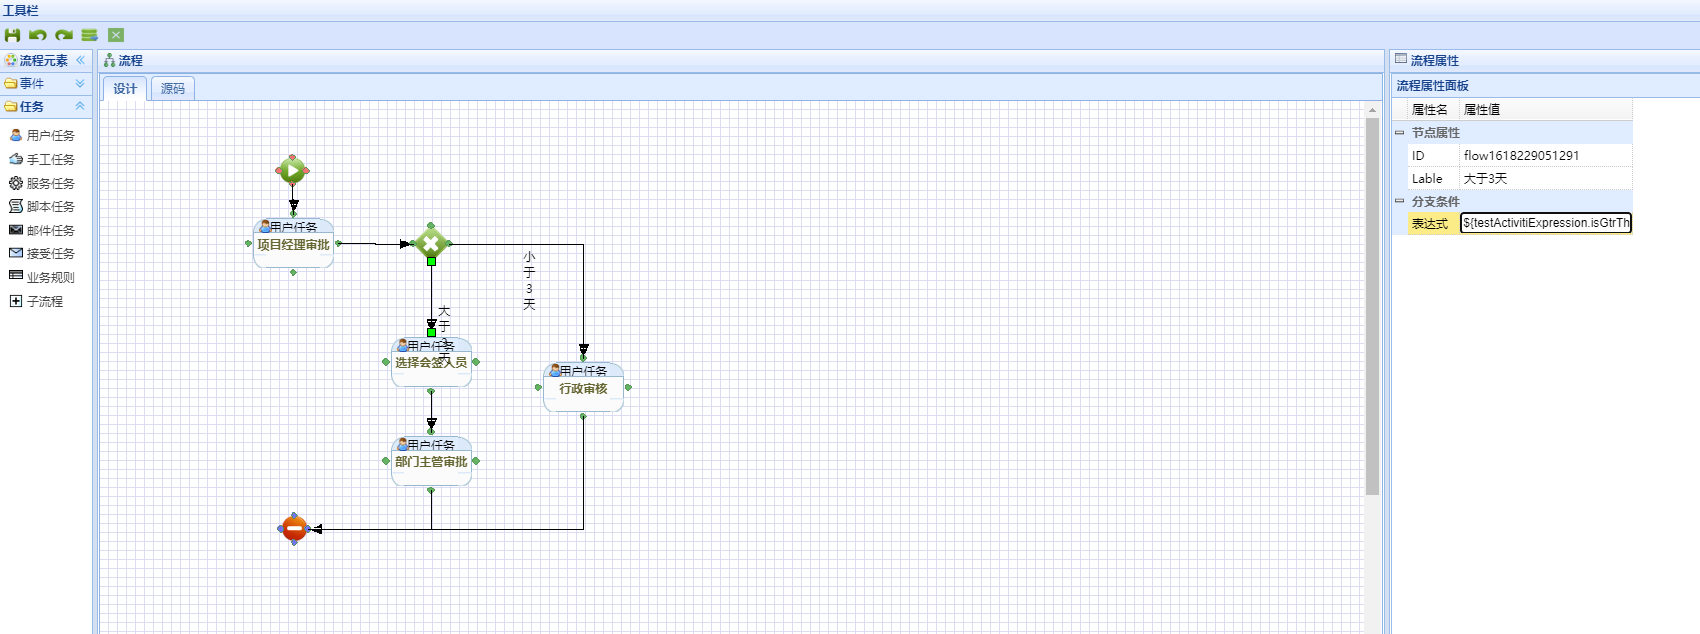 工具栏
流程元素
事件
任务
用户任务
手工任务
服务任务
脚本任务
邮件任务
接受任务
业务规则
子流程
流程
设计
源码
用户任务
项目经理审批
小于3天
大于3天
用户任务
选择会签人员
用户任务
行政审核
用户任务
部门主管审批
流程属性
流程属性面板
属性名 属性值
节点属性
ID flow1618229051291
Lable 大于3天
分支条件
表达式 ${testActivitiExpression.isGtrTh